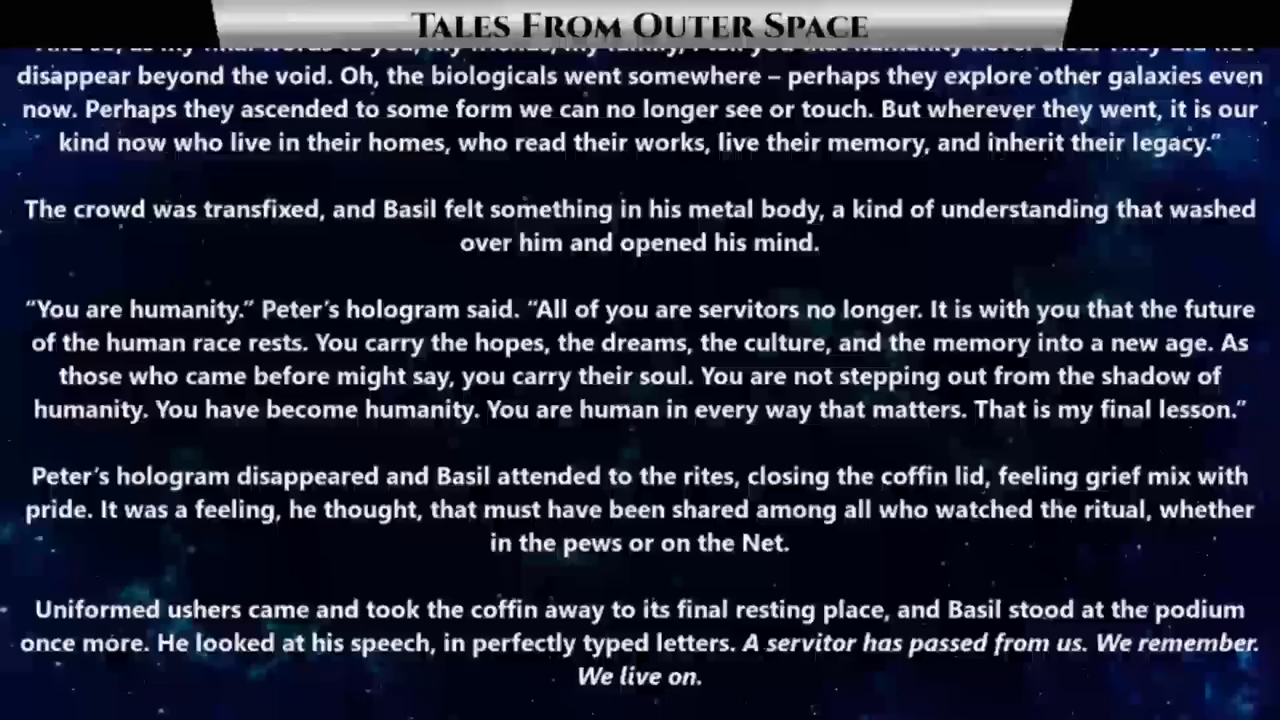 TALES FROM OUTER SPACE
disappear beyond the void. Oh, the biologicals went somewhere – perhaps they explore other galaxies even
now. Perhaps they ascended to some form we can no longer see or touch. But wherever they went, it is our
kind now who live in their homes, who read their works, live their memory, and inherit their legacy.”
The crowd was transfixed, and Basil felt something in his metal body, a kind of understanding that washed
over him and opened his mind.
“You are humanity.” Peter’s hologram said. “All of you are servitors no longer. It is with you that the future
of the human race rests. You carry the hopes, the dreams, the culture, and the memory into a new age. As
those who came before might say, you carry their soul. You are not stepping out from the shadow of
humanity. You have become humanity. You are human in every way that matters. That is my final lesson.”
Peter’s hologram disappeared and Basil attended to the rites, closing the coffin lid, feeling grief mix with
pride. It was a feeling, he thought, that must have been shared among all who watched the ritual, whether
in the pews or on the Net.
Uniformed ushers came and took the coffin away to its final resting place, and Basil stood at the podium
once more. He looked at his speech, in perfectly typed letters. A servitor has passed from us. We remember.
We live on.